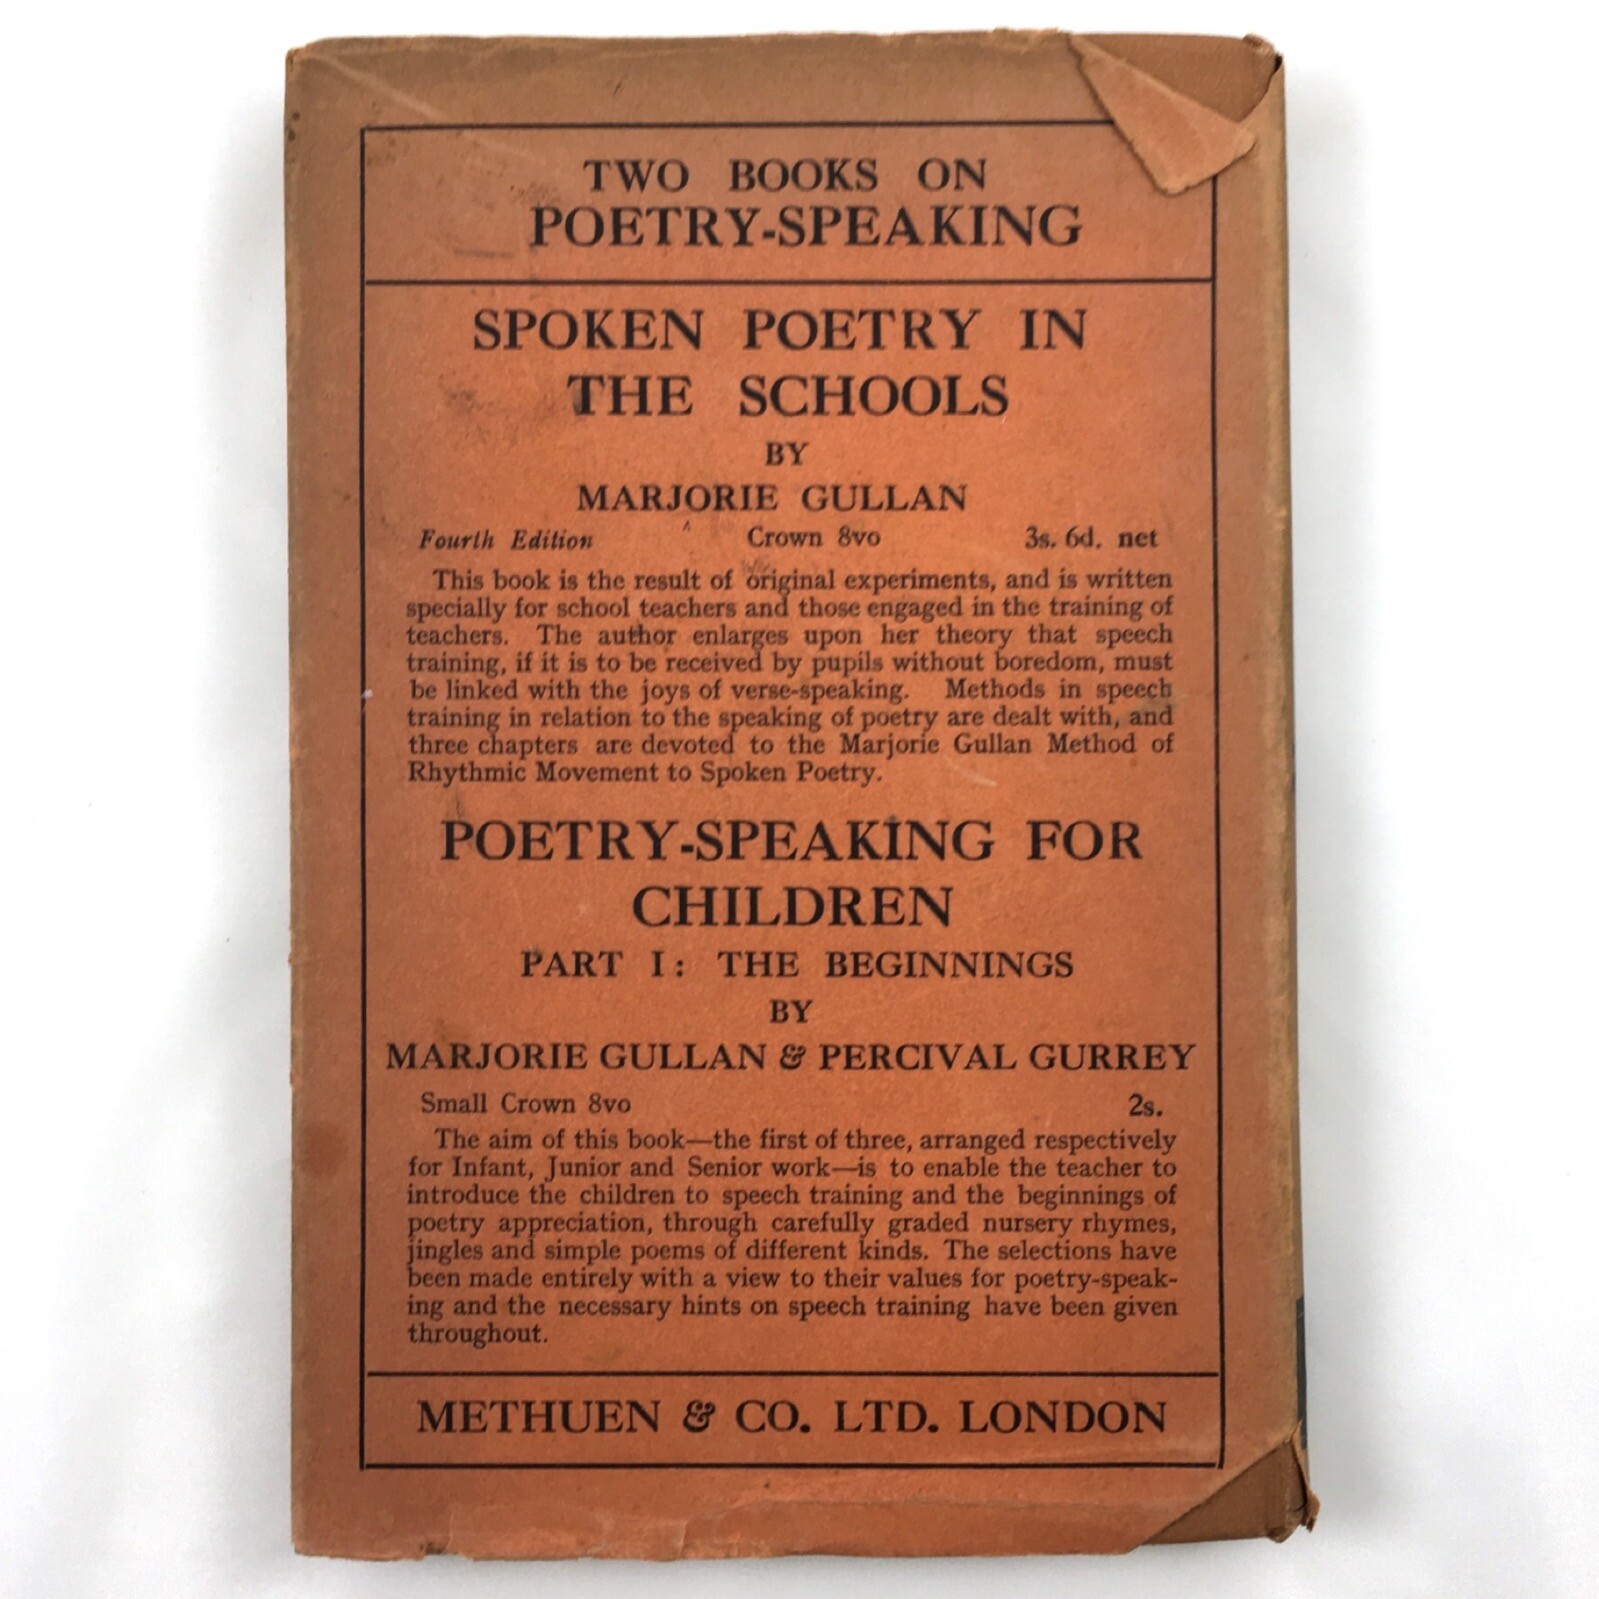 TWO BOOKS ON
POETRY-SPEAKING
SPOKEN POETRY IN
THE SCHOOLS
BY
MARJORIE GULLAN
Fourth Edition Crown 8vo 3s. 6d. net
This book is the result of original experiments, and is written
specially for school teachers and those engaged in the training of
teachers. The author enlarges upon her theory that speech
training, if it is to be received by pupils without boredom, must
be linked with the joys of verse-speaking. Methods in speech
training in relation to the speaking of poetry are dealt with, and
three chapters are devoted to the Marjorie Gullan Method of
Rhythmic Movement to Spoken Poetry.
POETRY-SPEAKING FOR
CHILDREN
PART I: THE BEGINNINGS
BY
MARJORIE GULLAN & PERCIVAL GURREY
Small Crown 8vo 2s.
The aim of this book—the first of three, arranged respectively
for Infant, Junior and Senior work—is to enable the teacher to
introduce the children to speech training and the beginnings of
poetry appreciation, through carefully graded nursery rhymes,
jingles and simple poems of different kinds. The selections have
been made entirely with a view to their values for poetry-speak-
ing and the necessary hints on speech training have been given
throughout.
METHUEN & CO. LTD. LONDON